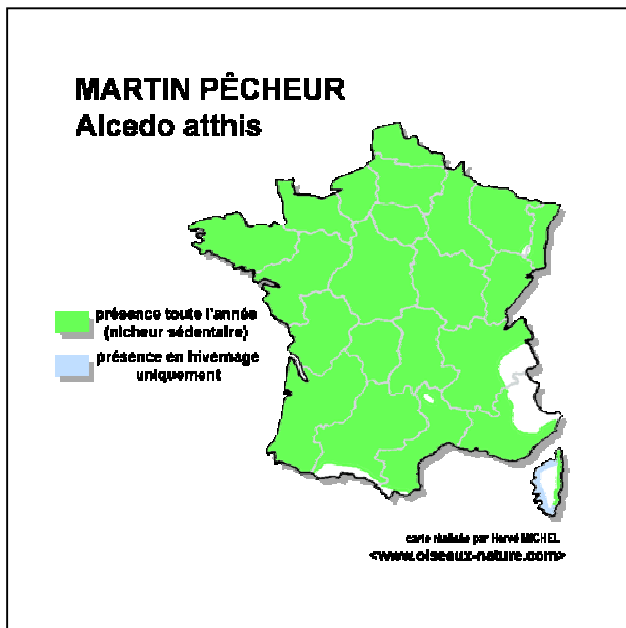 MARTIN PÊCHEUR
Alcedo atthis
présence toute l'année
(nicheur sédentaire)
présence en hivernage
uniquement
carte réalisée par Hervé MICHEL
<www.oiseaux-nature.com>